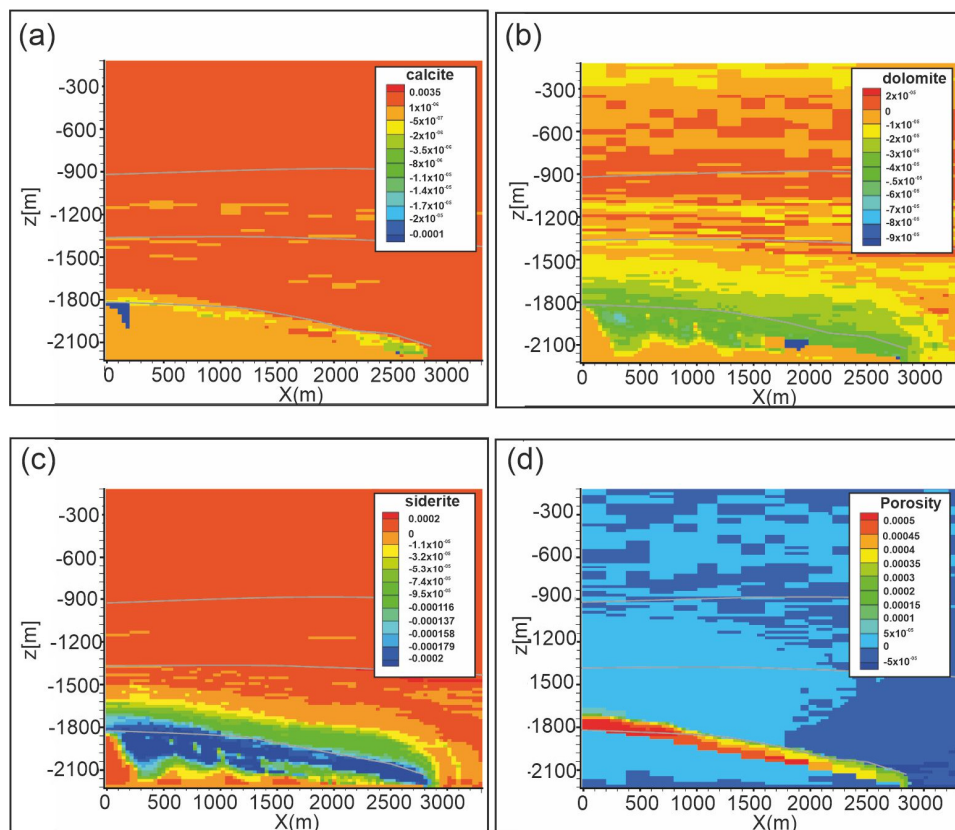 (a)
calcite
0.0035
1x10⁻⁰⁶
-5x10⁻⁰⁷
-2x10⁻⁰⁶
-3.5x10⁻⁰⁶
-8x10⁻⁰⁶
-1.1x10⁻⁰⁵
-1.4x10⁻⁰⁵
-1.7x10⁻⁰⁵
-2x10⁻⁰⁵
-0.0001
z[m]
-300
-600
-900
-1200
-1500
-1800
-2100
0 500 1000 1500 2000 2500 3000
X(m)
(b)
dolomite
2x10⁻⁰⁵
0
-1x10⁻⁰⁵
-2x10⁻⁰⁵
-3x10⁻⁰⁵
-4x10⁻⁰⁵
-.5x10⁻⁰⁵
-6x10⁻⁰⁵
-7x10⁻⁰⁵
-8x10⁻⁰⁵
-9x10⁻⁰⁵
z[m]
-300
-600
-900
-1200
-1500
-1800
-2100
0 500 1000 1500 2000 2500 3000
X(m)
(c)
siderite
0.0002
0
-1.1x10⁻⁰⁵
-3.2x10⁻⁰⁵
-5.3x10⁻⁰⁵
-7.4x10⁻⁰⁵
-9.5x10⁻⁰⁵
-0.000116
-0.000137
-0.000158
-0.000179
-0.0002
z[m]
-300
-600
-900
-1200
-1500
-1800
-2100
0 500 1000 1500 2000 2500 3000
X(m)
(d)
Porosity
0.0005
0.00045
0.0004
0.00035
0.0003
0.0002
0.00015
0.0001
5x10⁻⁰⁵
0
-5x10⁻⁰⁵
z[m]
-300
-600
-900
-1200
-1500
-1800
-2100
0 500 1000 1500 2000 2500 3000
X(m)